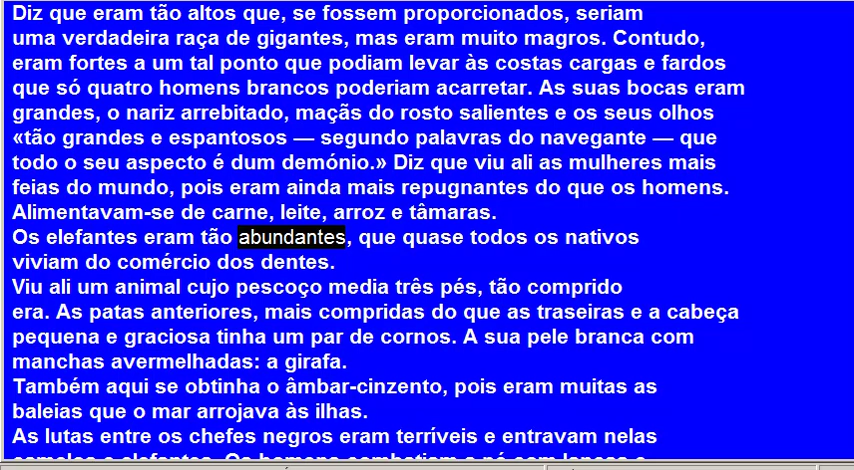 Diz que eram tão altos que, se fossem proporcionados, seriam
uma verdadeira raça de gigantes, mas eram muito magros. Contudo,
eram fortes a um tal ponto que podiam levar às costas cargas e fardos
que só quatro homens brancos poderiam acarretar. As suas bocas eram
grandes, o nariz arrebitado, maçãs do rosto salientes e os seus olhos
«tão grandes e espantosos — segundo palavras do navegante — que
todo o seu aspecto é dum demónio.» Diz que viu ali as mulheres mais
feias do mundo, pois eram ainda mais repugnantes do que os homens.
Alimentavam-se de carne, leite, arroz e tâmaras.
Os elefantes eram tão abundantes, que quase todos os nativos
viviam do comércio dos dentes.
Viu ali um animal cujo pescoço media três pés, tão comprido
era. As patas anteriores, mais compridas do que as traseiras e a cabeça
pequena e graciosa tinha um par de cornos. A sua pele branca com
manchas avermelhadas: a girafa.
Também aqui se obtinha o âmbar-cinzento, pois eram muitas as
baleias que o mar arrojava às ilhas.
As lutas entre os chefes negros eram terríveis e entravam nelas
camelos e elefantes. Os homens combatiam a pé com lanças e